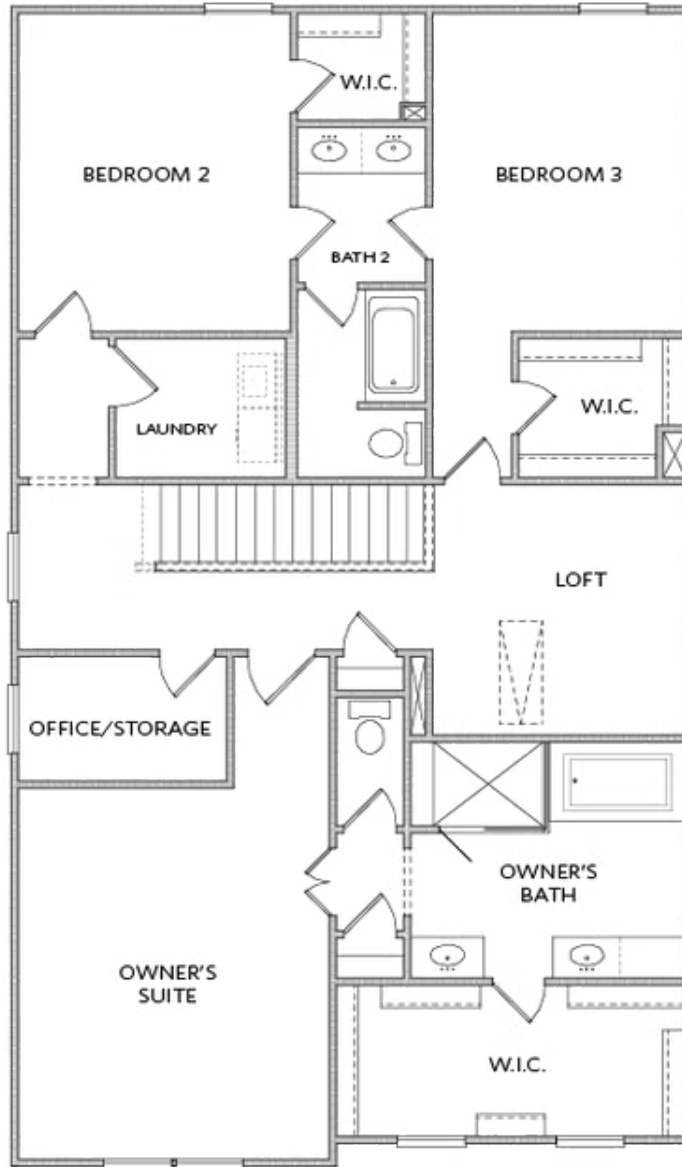 W.I.C.
BEDROOM 2
BEDROOM 3
BATH 2
W.I.C.
LAUNDRY
LOFT
OFFICE/STORAGE
OWNER'S
BATH
OWNER'S
SUITE
W.I.C.